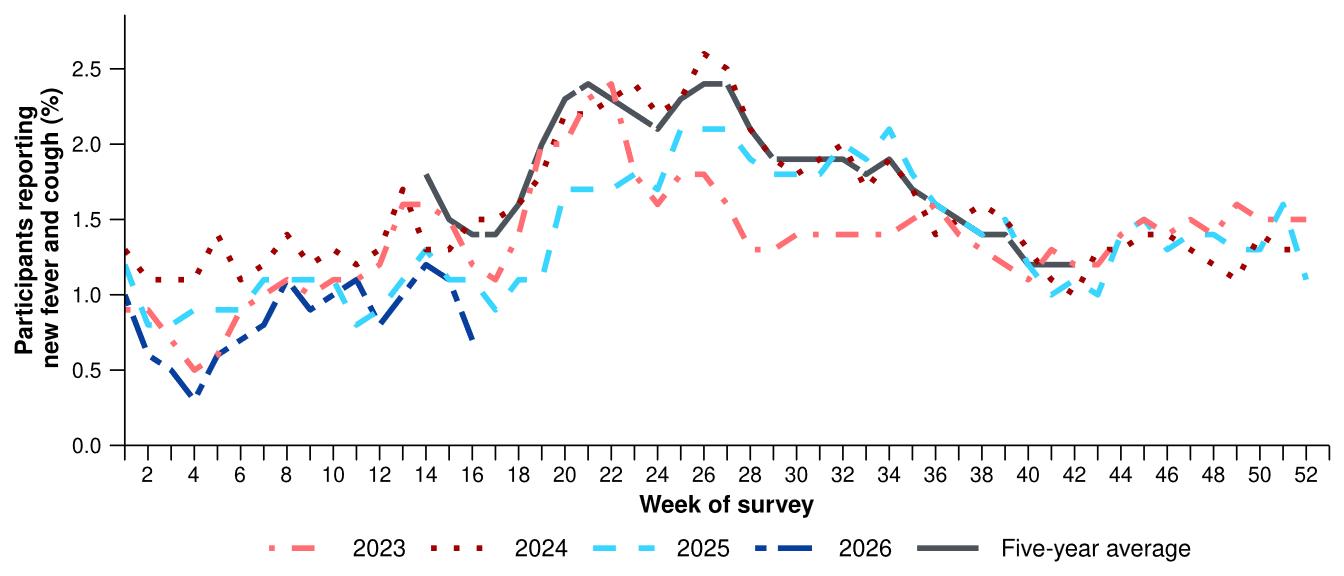 Participants reporting
new fever and cough (%)
2.5
2.0
1.5
1.0
0.5
0.0
2 4 6 8 10 12 14 16 18 20 22 24 26 28 30 32 34 36 38 40 42 44 46 48 50 52
Week of survey
2023 2024 2025 2026 Five-year average